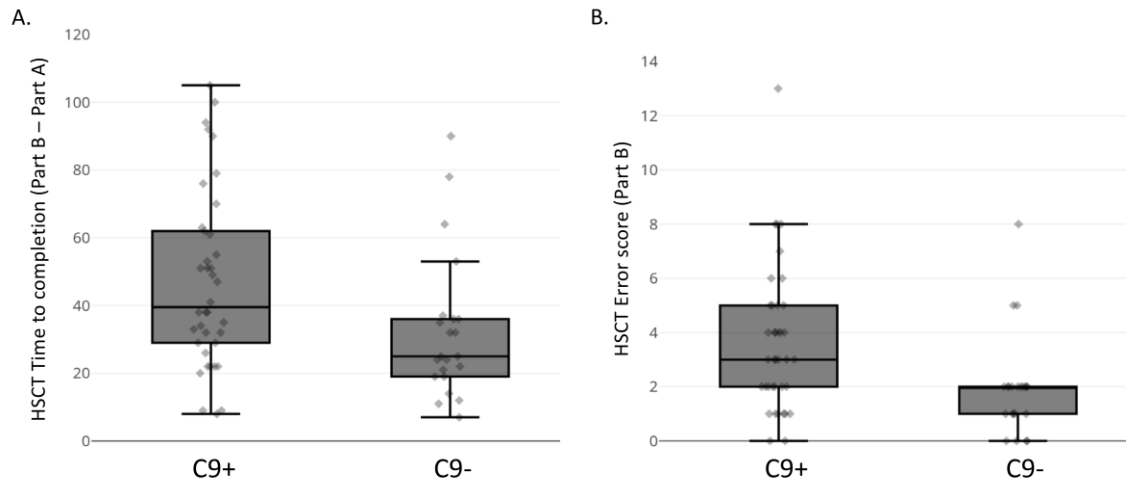 A.
HSCT Time to completion (Part B – Part A)
120
100
80
60
40
20
0
C9+
C9-
B.
HSCT Error score (Part B)
14
12
10
8
6
4
2
0
C9+
C9-